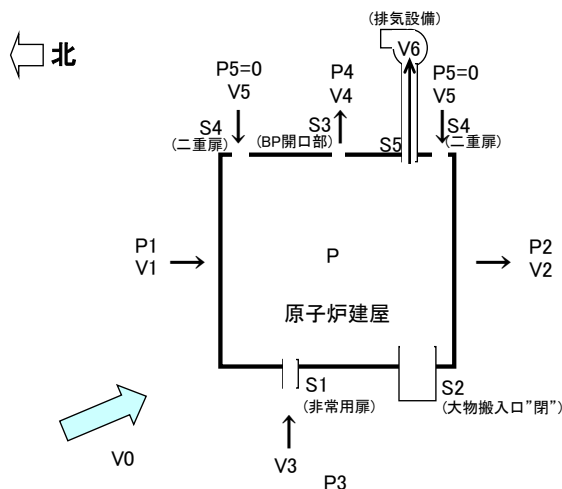 (排気設備)
北
V6
P5=0
V5
P4
V4
P5=0
V5
S4
(二重扉)
S3
(BP開口部)
S5
S4
(二重扉)
P1
V1
P
P2
V2
原子炉建屋
S1
(非常用扉)
S2
(大物搬入口”閉”)
V0
V3
P3